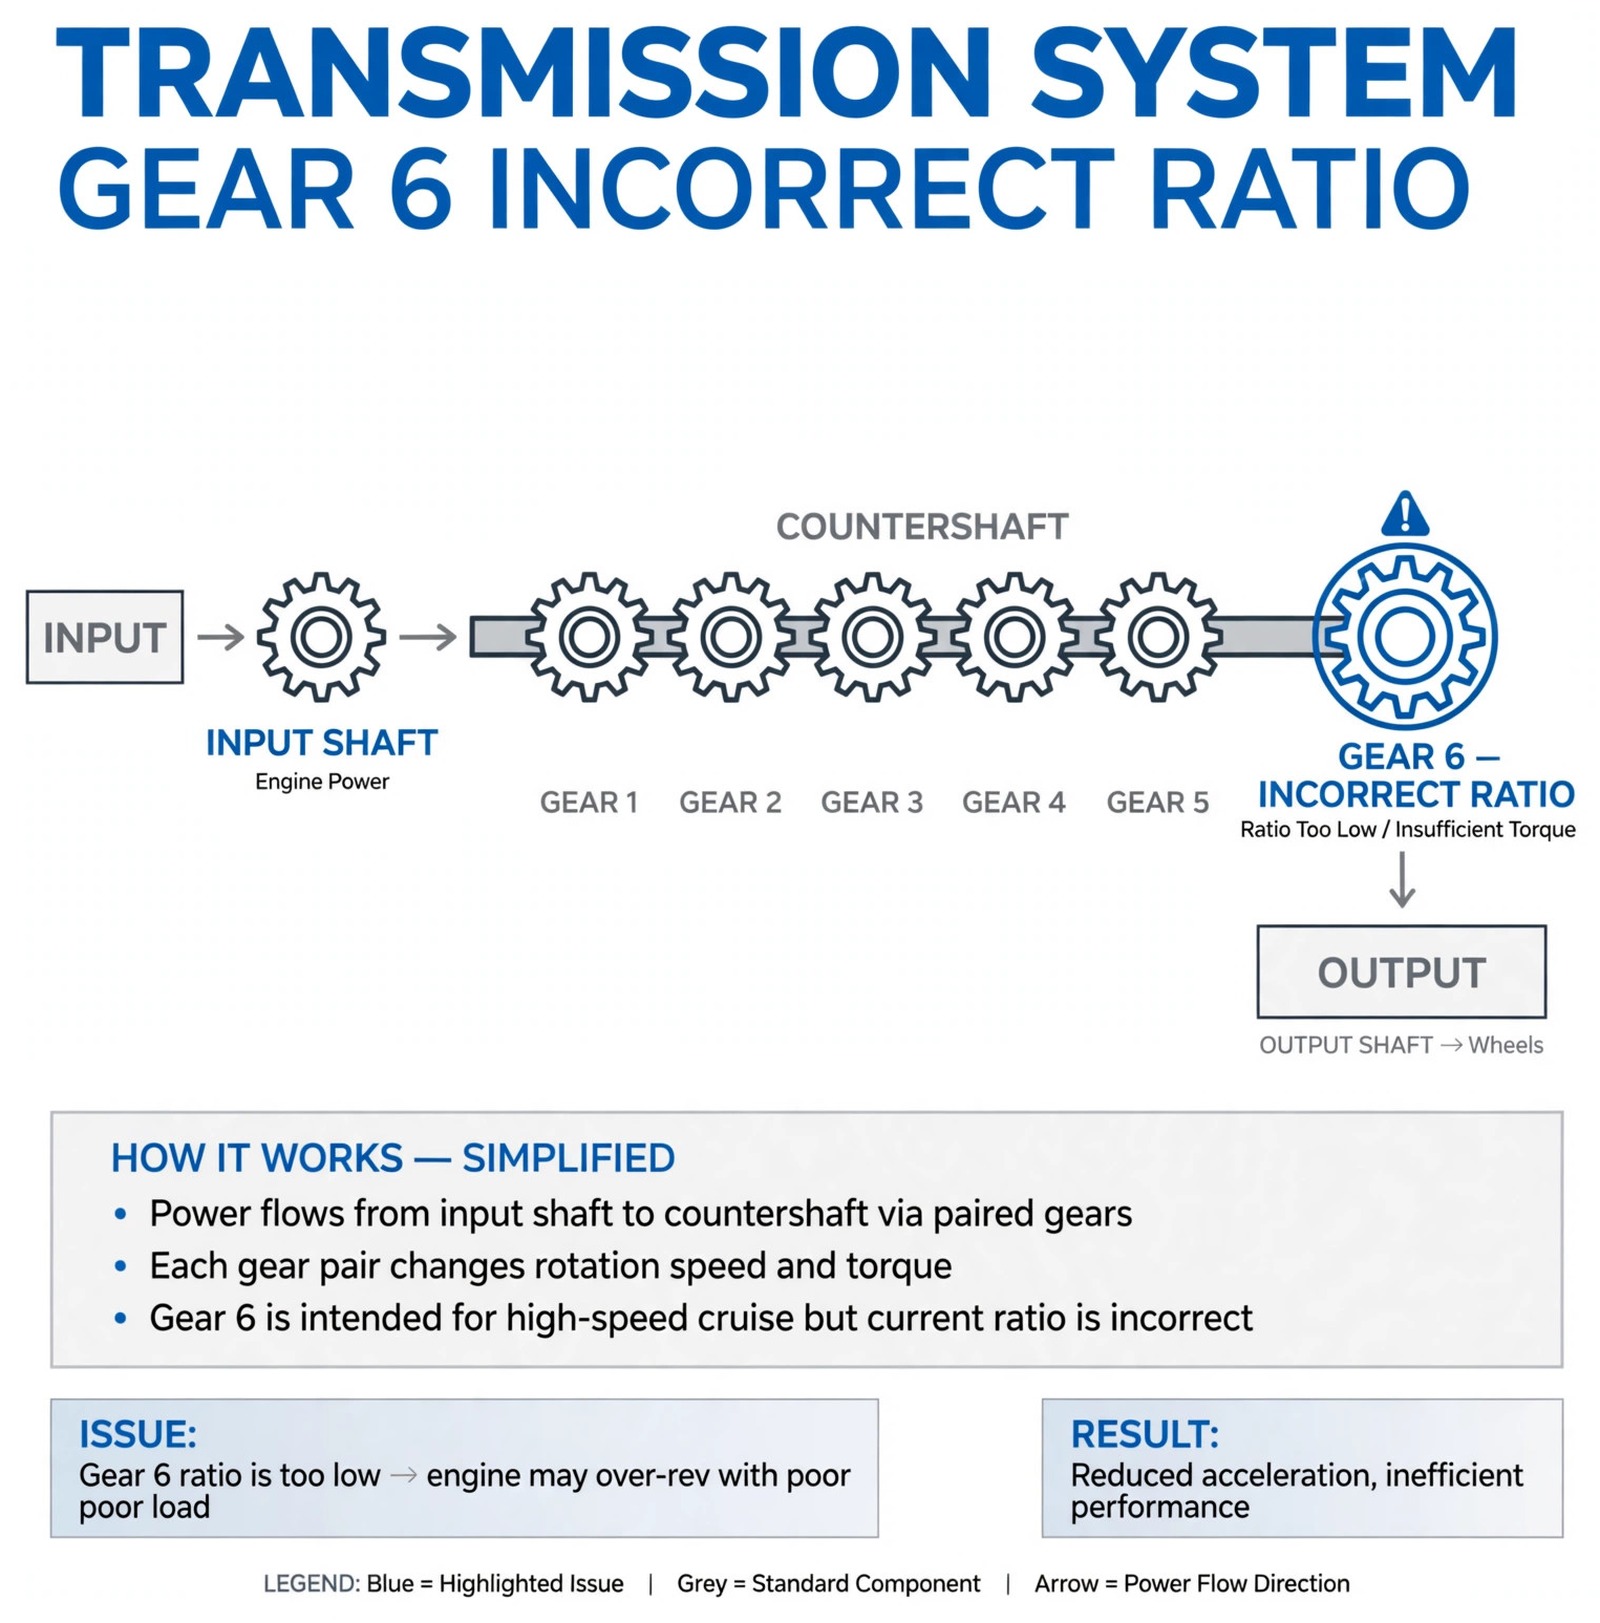 TRANSMISSION SYSTEM
GEAR 6 INCORRECT RATIO
COUNTERSHAFT
INPUT
INPUT SHAFT
Engine Power
GEAR 1
GEAR 2
GEAR 3
GEAR 4
GEAR 5
GEAR 6 –
INCORRECT RATIO
Ratio Too Low / Insufficient Torque
OUTPUT
OUTPUT SHAFT → Wheels
HOW IT WORKS — SIMPLIFIED
• Power flows from input shaft to countershaft via paired gears
• Each gear pair changes rotation speed and torque
• Gear 6 is intended for high-speed cruise but current ratio is incorrect
ISSUE:
Gear 6 ratio is too low → engine may over-rev with poor
poor load
RESULT:
Reduced acceleration, inefficient
performance
LEGEND: Blue = Highlighted Issue | Grey = Standard Component | Arrow = Power Flow Direction